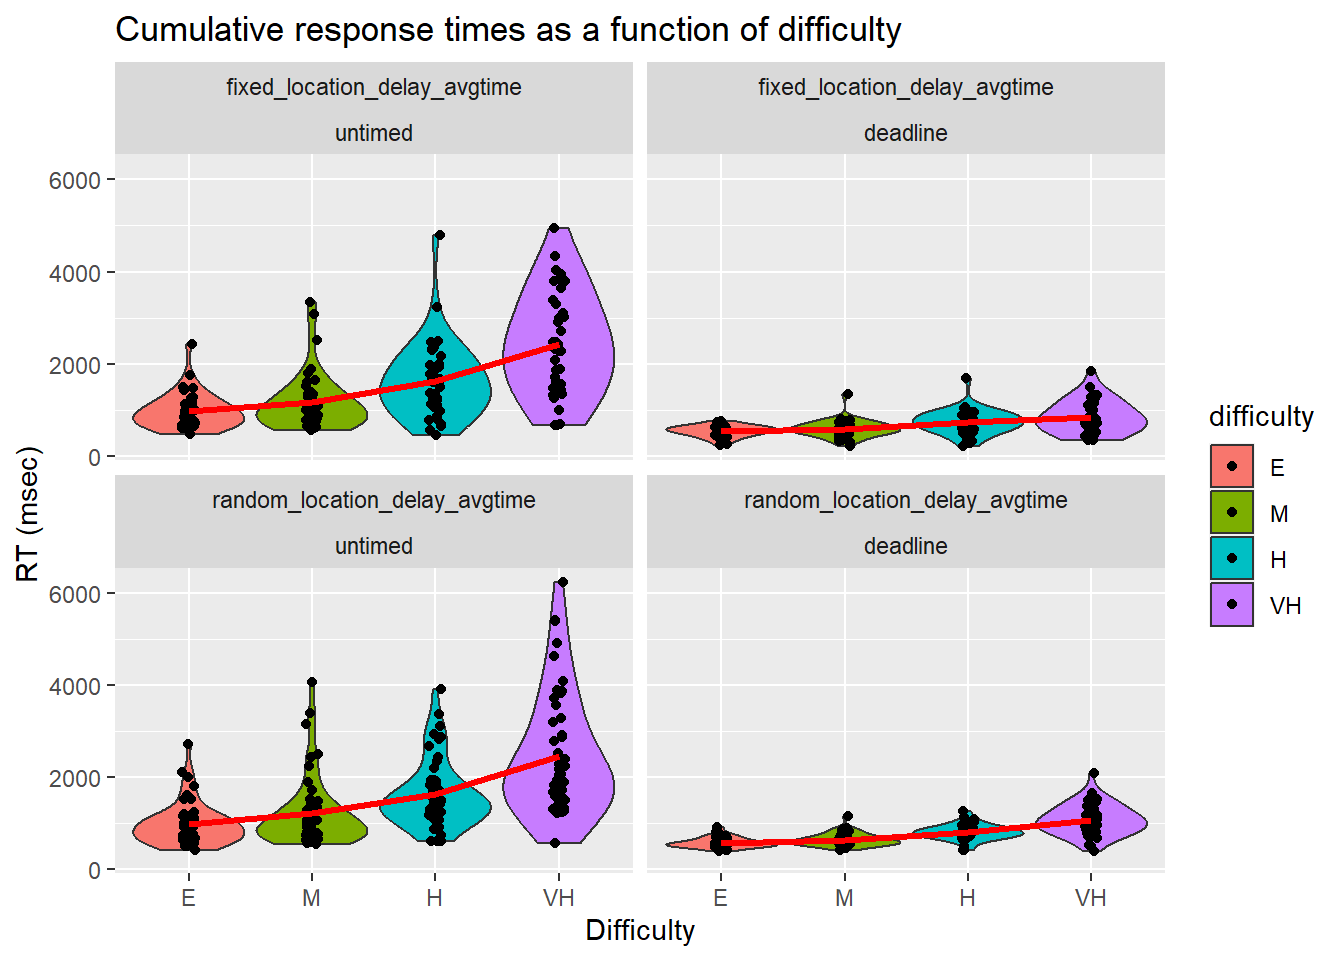 Cumulative response times as a function of difficulty
fixed_location_delay_avgtime
untimed
fixed_location_delay_avgtime
deadline
6000
4000
2000
0
random_location_delay_avgtime
untimed
random_location_delay_avgtime
deadline
6000
4000
2000
0
RT (msec)
E M H VH
E M H VH
Difficulty
difficulty
E
M
H
VH